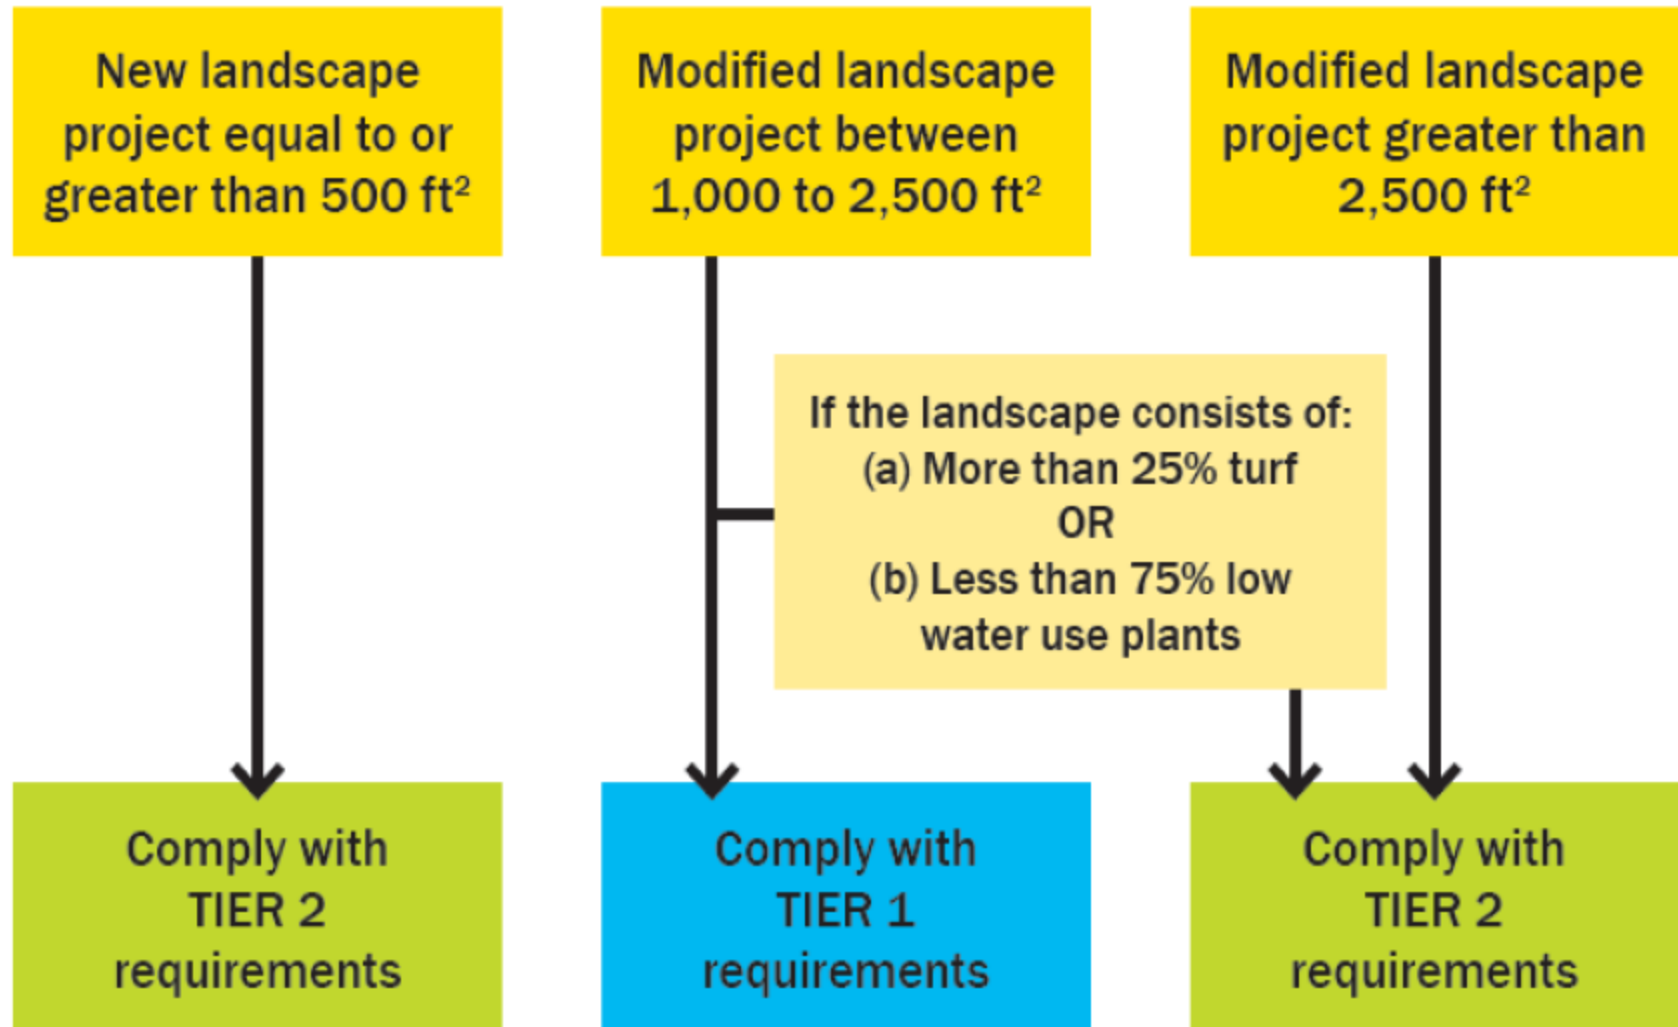 New landscape
project equal to or
greater than 500 ft²
Modified landscape
project between
1,000 to 2,500 ft²
Modified landscape
project greater than
2,500 ft²
If the landscape consists of:
(a) More than 25% turf
OR
(b) Less than 75% low
water use plants
Comply with
TIER 2
requirements
Comply with
TIER 1
requirements
Comply with
TIER 2
requirements